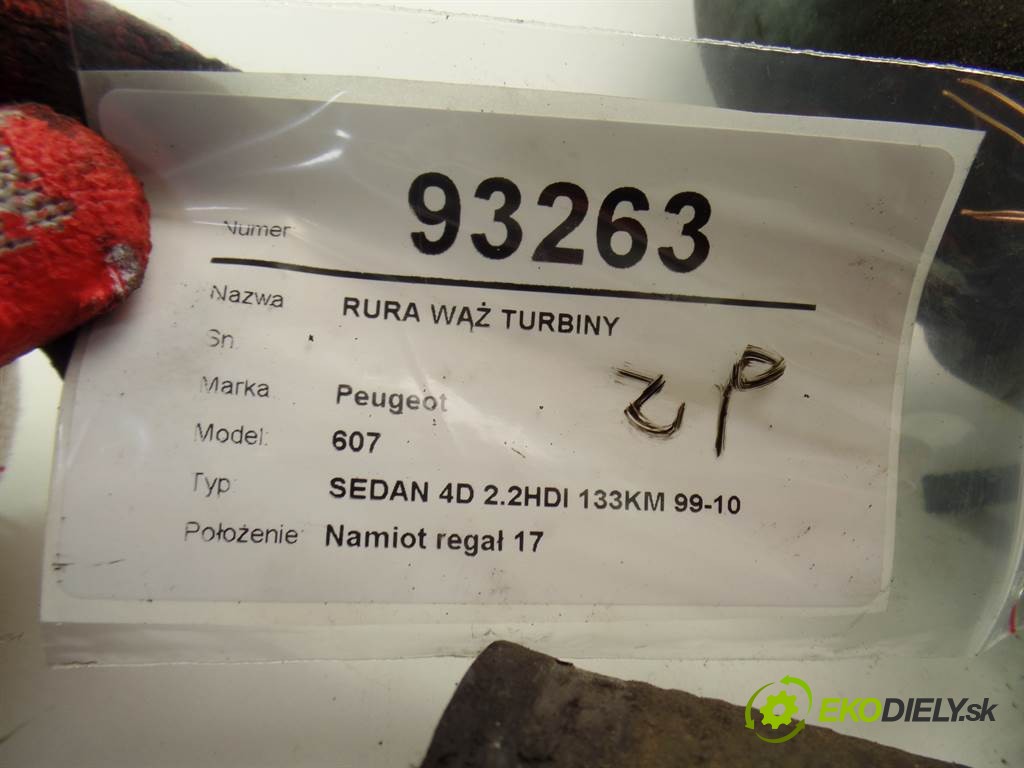 Numer 93263
Nazwa RURA WĄŻ TURBINY
Sn.
Marka Peugeot
Model: 607
ZP
Typ SEDAN 4D 2.2HDI 133KM 99-10
Położenie: Namiot regał 17
EKODIELY.sk